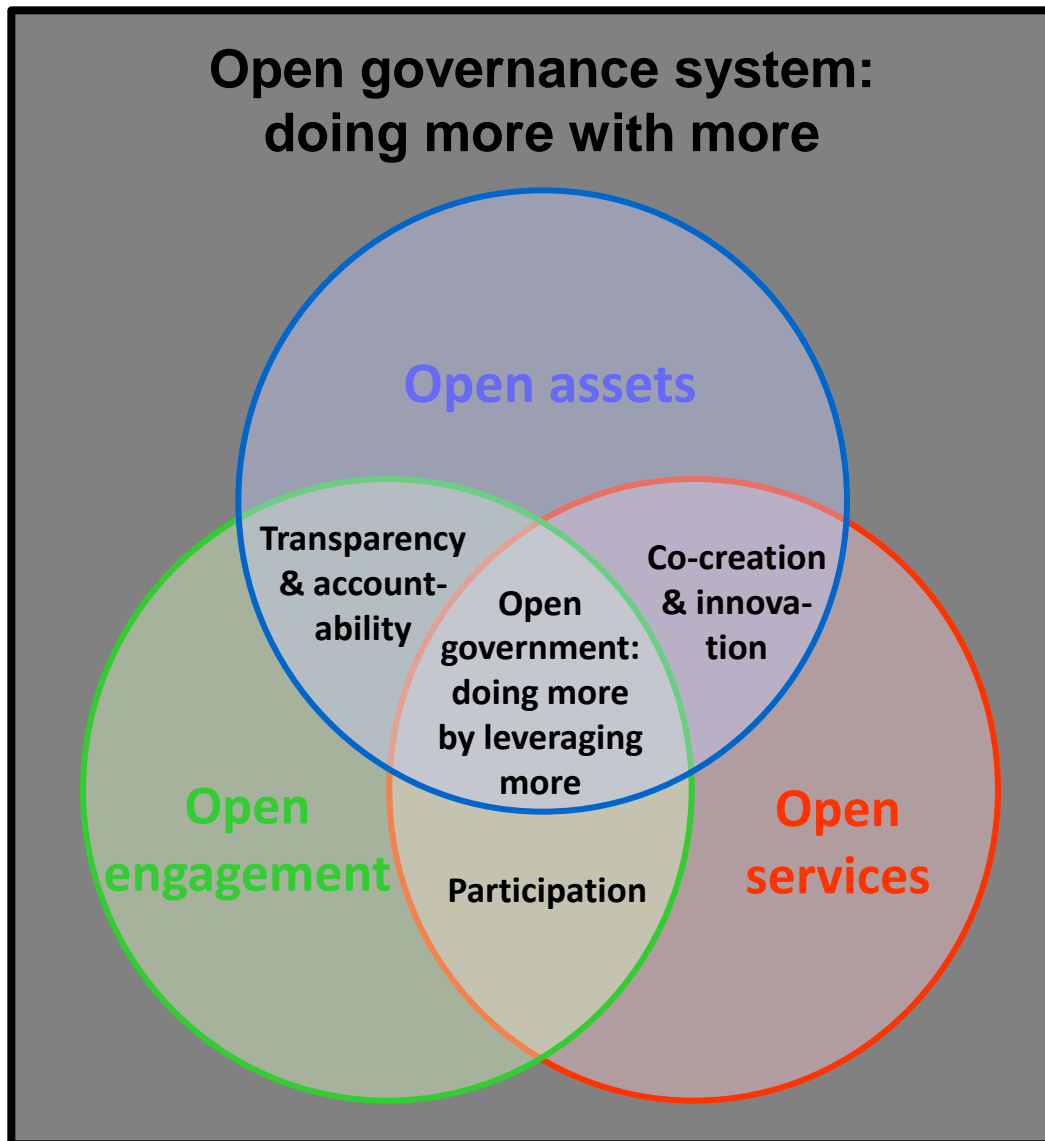 Open governance system:
doing more with more
Open assets
Transparency
& account-
ability
Co-creation
& innova-
tion
Open
government:
doing more
by leveraging
more
Open
engagement
Open
services
Participation